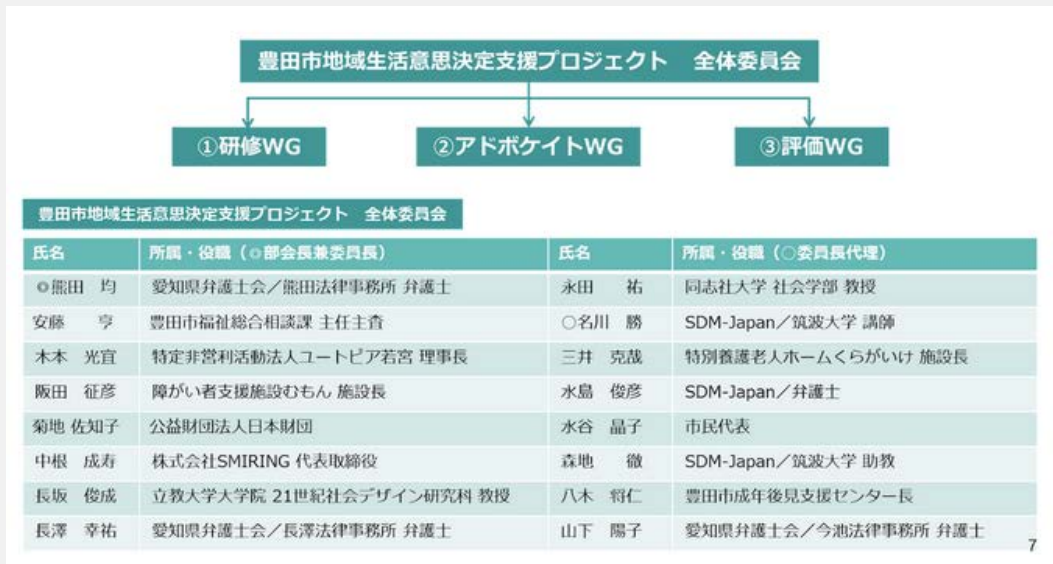 豊田市地域生活意思決定支援プロジェクト　全体委員会
①研修WG　②アドボケイトWG　③評価WG
豊田市地域生活意思決定支援プロジェクト　全体委員会
氏名　所属・役職（◎部会長兼委員長）　氏名　所属・役職（○委員長代理）
◎熊田　均　愛知県弁護士会／熊田法律事務所 弁護士　永田　祐　同志社大学 社会学部 教授
安藤　亨　豊田市福祉総合相談課 主任主査　○名川　勝　SDM-Japan／筑波大学 講師
木本　光宣　特定非営利活動法人ユートピア若宮 理事長　三井　克哉　特別養護老人ホームくらがいけ 施設長
阪田　征彦　障がい者支援施設むもん 施設長　水島　俊彦　SDM-Japan／弁護士
菊地 佐知子　公益財団法人日本財団　水谷　晶子　市民代表
中根　成寿　株式会社SMIRING 代表取締役　森地　徹　SDM-Japan／筑波大学 助教
長坂　俊成　立教大学大学院 21世紀社会デザイン研究科 教授　八木　将仁　豊田市成年後見支援センター長
長澤　幸祐　愛知県弁護士会／長澤法律事務所 弁護士　山下　陽子　愛知県弁護士会／今池法律事務所 弁護士
7